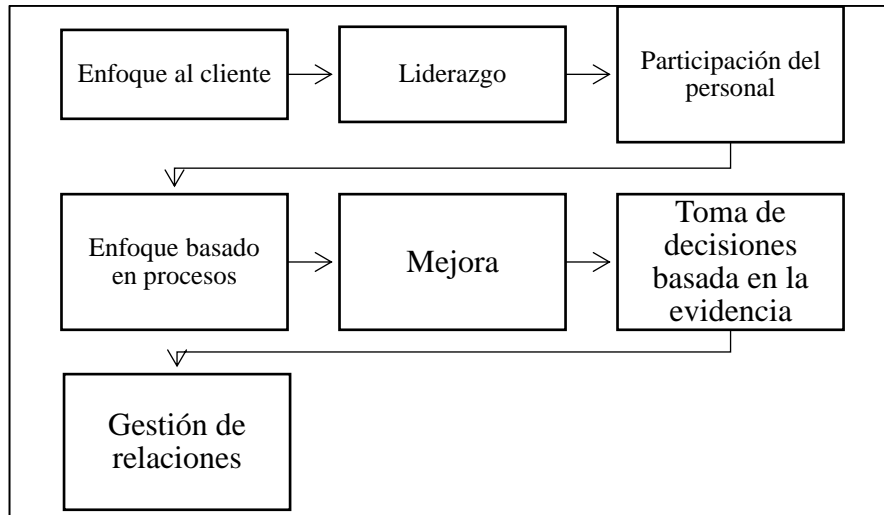 Enfoque al cliente
Liderazgo
Participación del
personal
Enfoque basado
en procesos
Mejora
Toma de
decisiones
basada en la
evidencia
Gestión de
relaciones